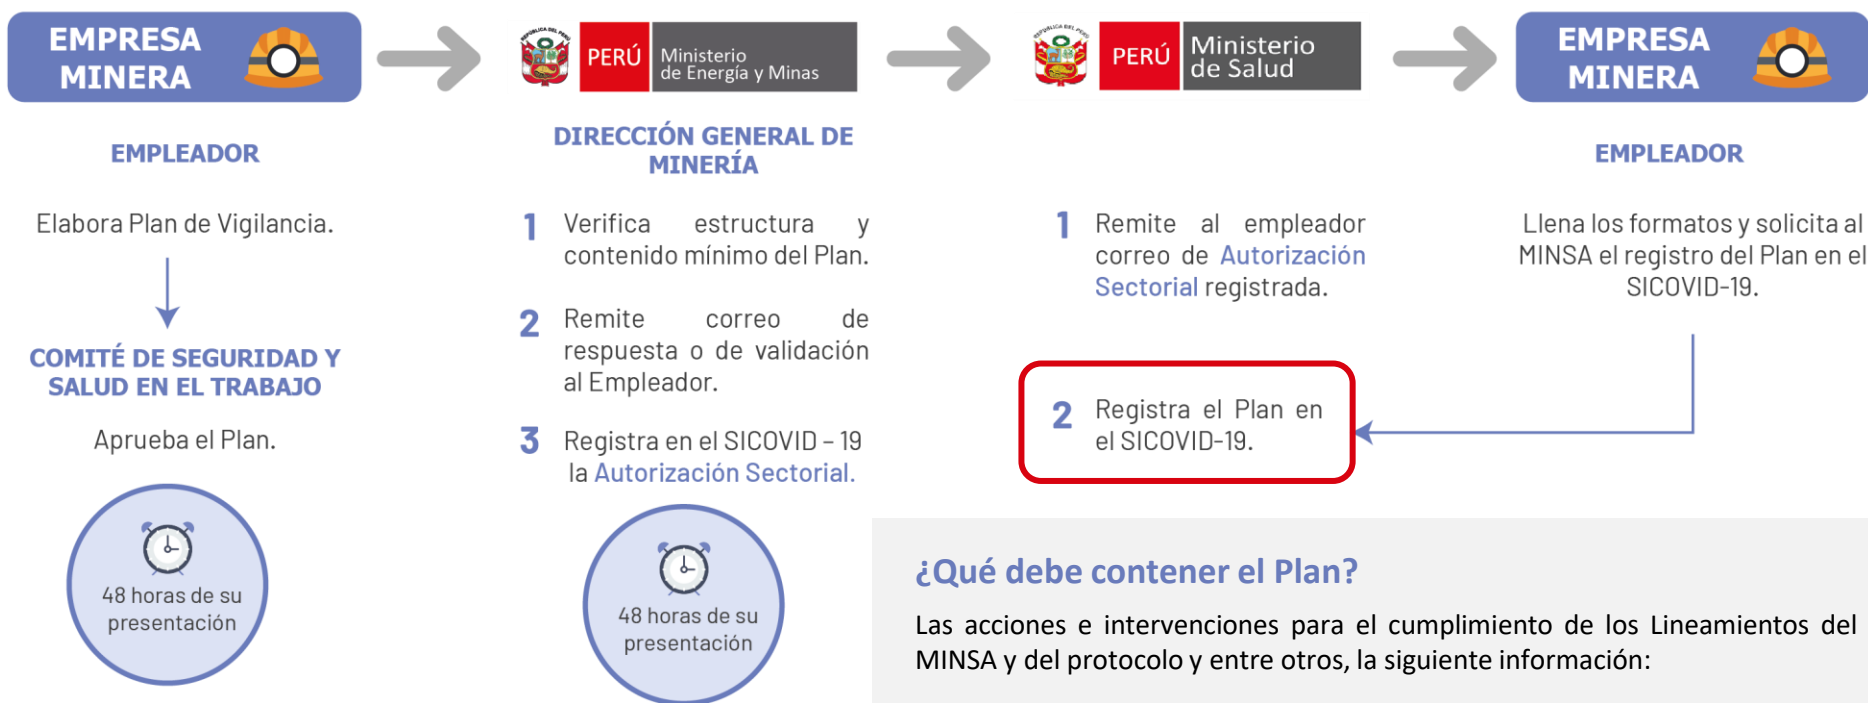 EMPRESA
MINERA
EMPLEADOR
Elabora Plan de Vigilancia.
COMITÉ DE SEGURIDAD Y
SALUD EN EL TRABAJO
Aprueba el Plan.
48 horas de su
presentación
REPÚBLICA DEL PERÚ
PERÚ
Ministerio
de Energía y Minas
DIRECCIÓN GENERAL DE
MINERÍA
1 Verifica estructura y
contenido mínimo del Plan.
2 Remite correo de
respuesta o de validación
al Empleador.
3 Registra en el SICOVID – 19
la Autorización Sectorial.
48 horas de su
presentación
REPÚBLICA DEL PERÚ
PERÚ
Ministerio
de Salud
1 Remite al empleador
correo de Autorización
Sectorial registrada.
2 Registra el Plan en
el SICOVID-19.
EMPRESA
MINERA
EMPLEADOR
Llena los formatos y solicita al
MINSA el registro del Plan en el
SICOVID-19.
¿Qué debe contener el Plan?
Las acciones e intervenciones para el cumplimiento de los Lineamientos del
MINSA y del protocolo y entre otros, la siguiente información: